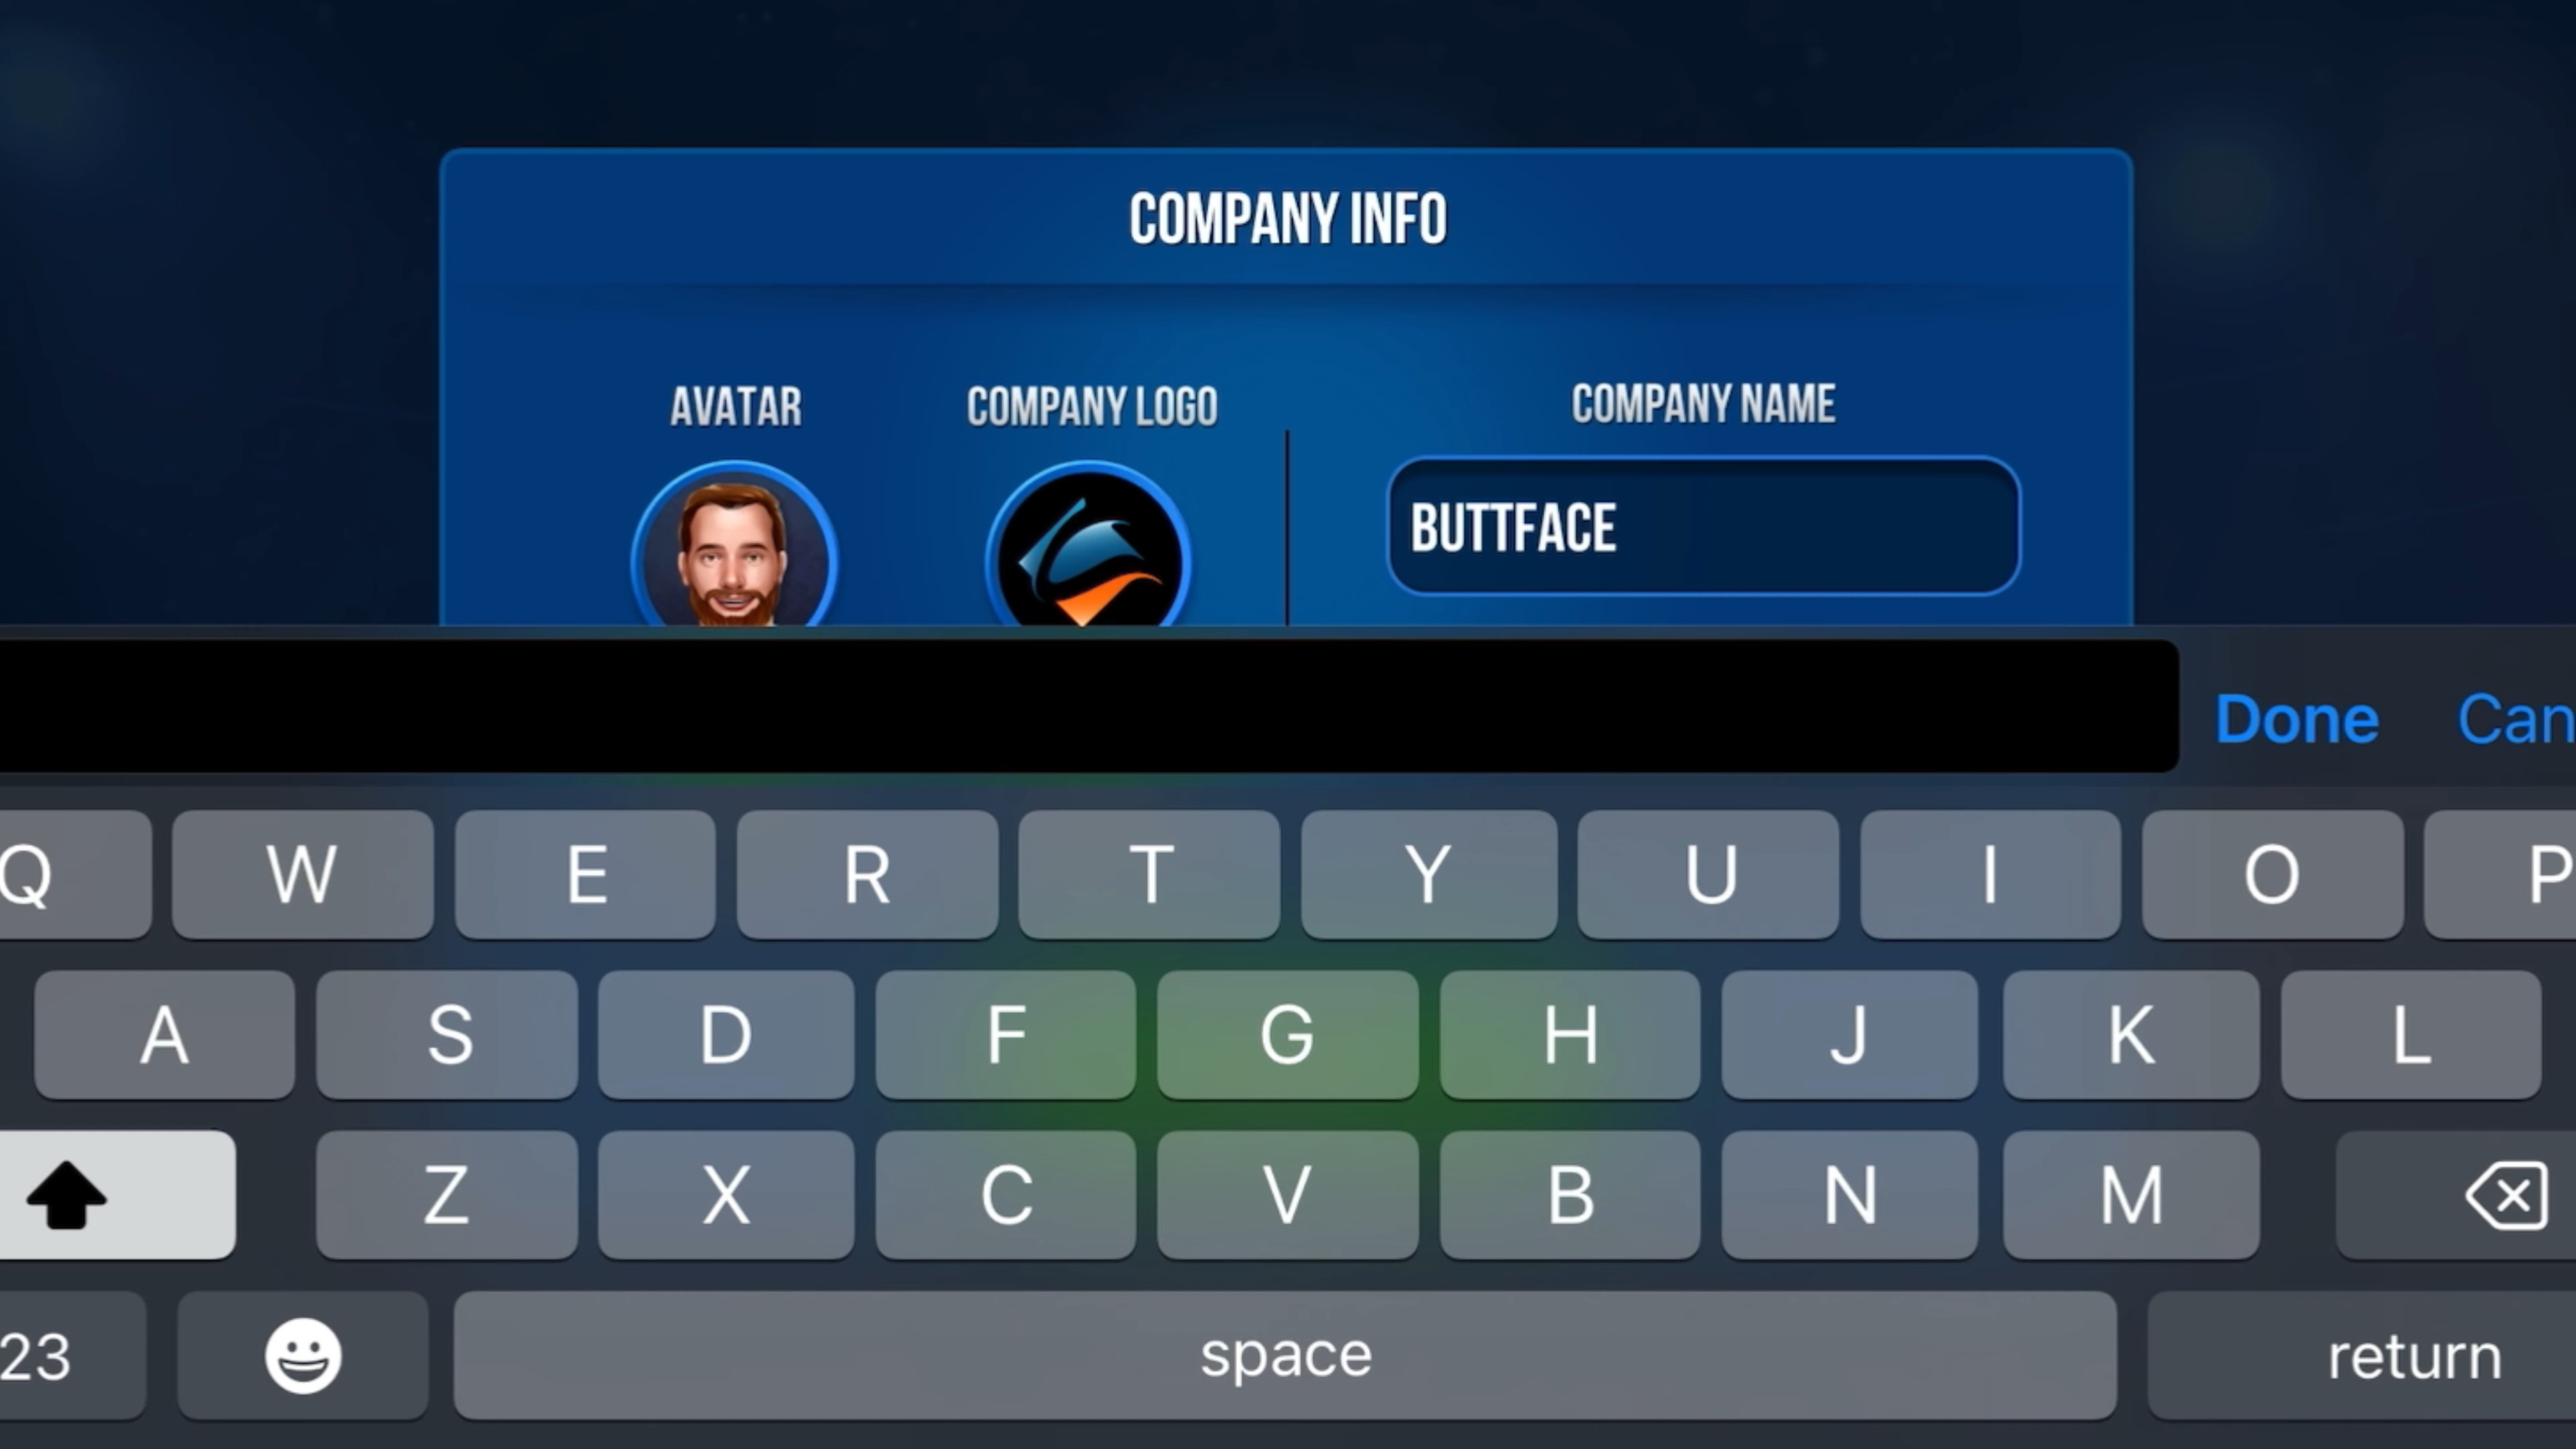 COMPANY INFO
AVATAR
COMPANY LOGO
COMPANY NAME
BUTTFACE
Done
Can
Q W E R T Y U I O P
A S D F G H J K L
Z X C V B N M
23
space
return